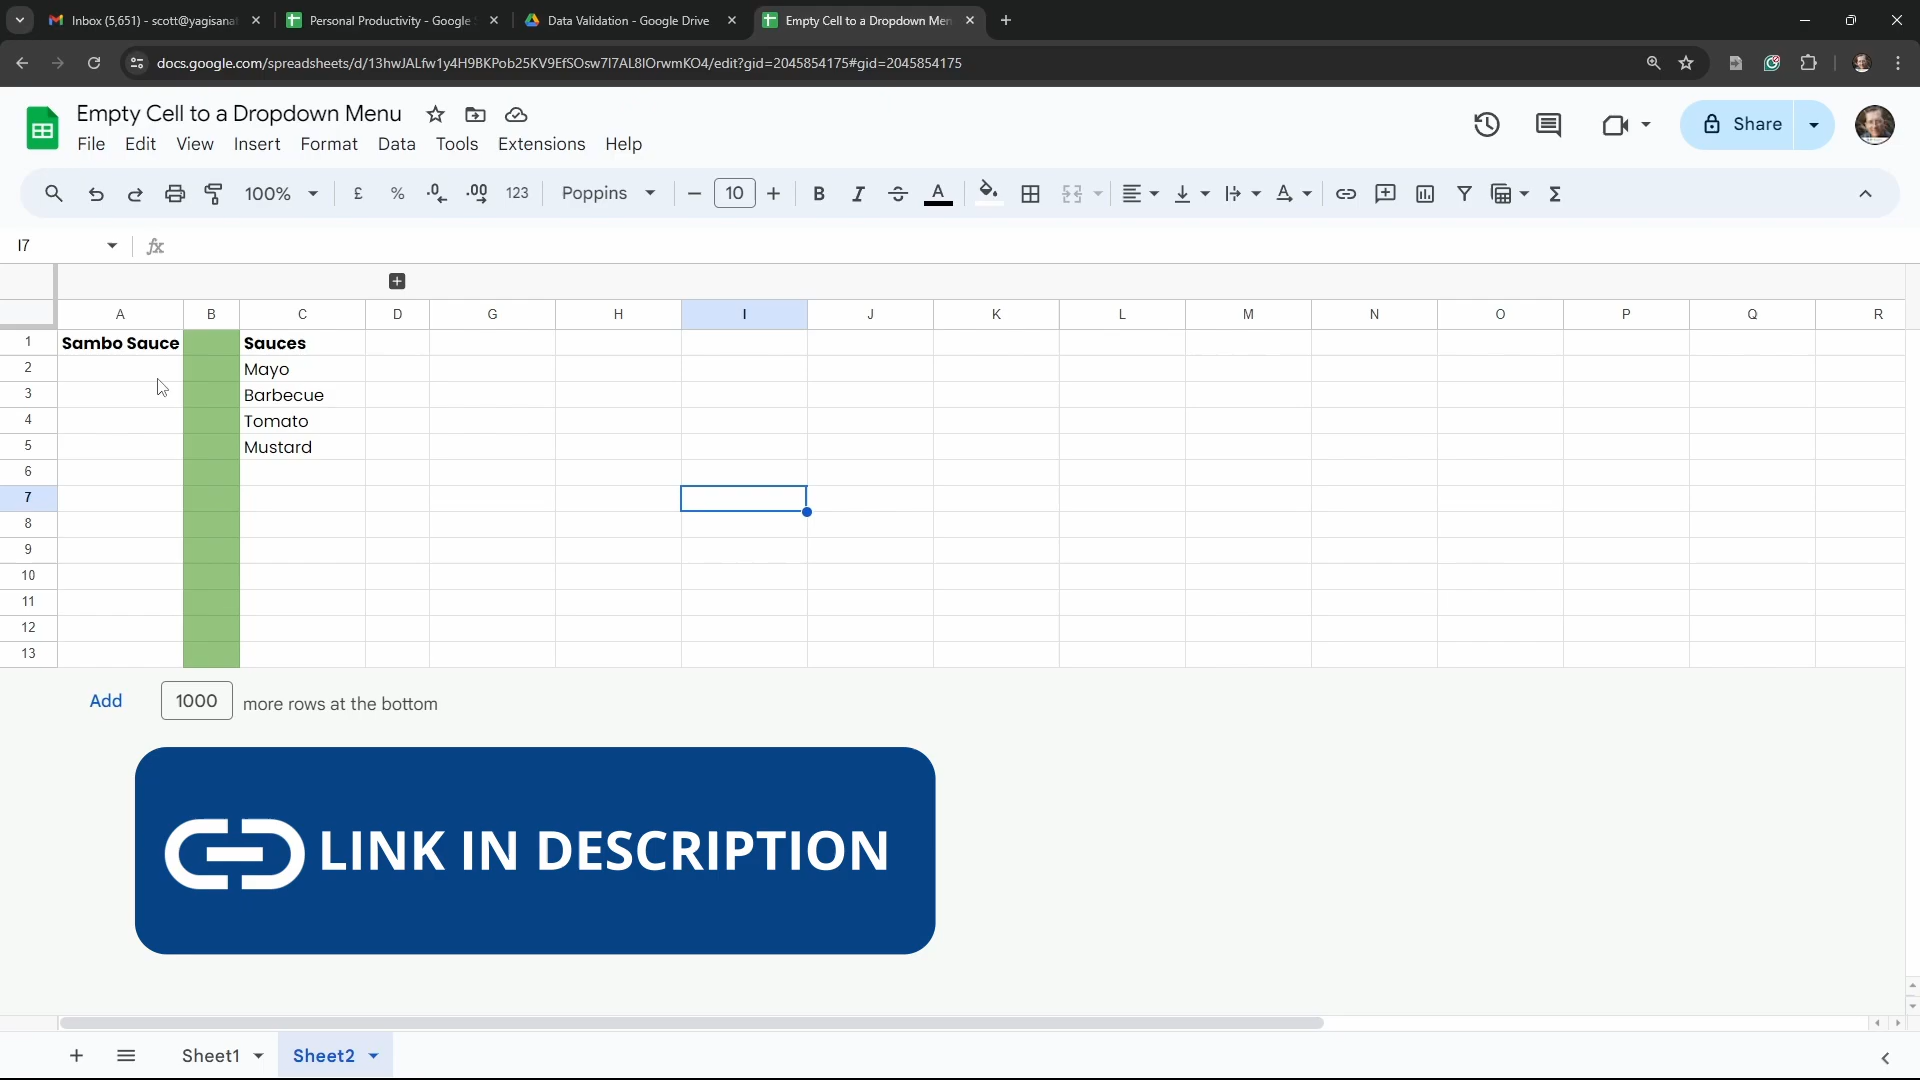 Inbox (5,651) - scott@yagisana
Personal Productivity - Google
Data Validation - Google Drive
Empty Cell to a Dropdown Men
docs.google.com/spreadsheets/d/13hwJALfw1y4H9BKPob25KV9EfSOsw7l7AL8lOrwmKO4/edit?gid=2045854175#gid=2045854175
Empty Cell to a Dropdown Menu
File Edit View Insert Format Data Tools Extensions Help
Share
100% £ % .0 .00 123 Poppins 10 B I S A
I7 fx
A B C D G H I J K L M N O P Q R
1 Sambo Sauce Sauces
2 Mayo
3 Barbecue
4 Tomato
5 Mustard
6
7
8
9
10
11
12
13
Add 1000 more rows at the bottom
LINK IN DESCRIPTION
Sheet1 Sheet2